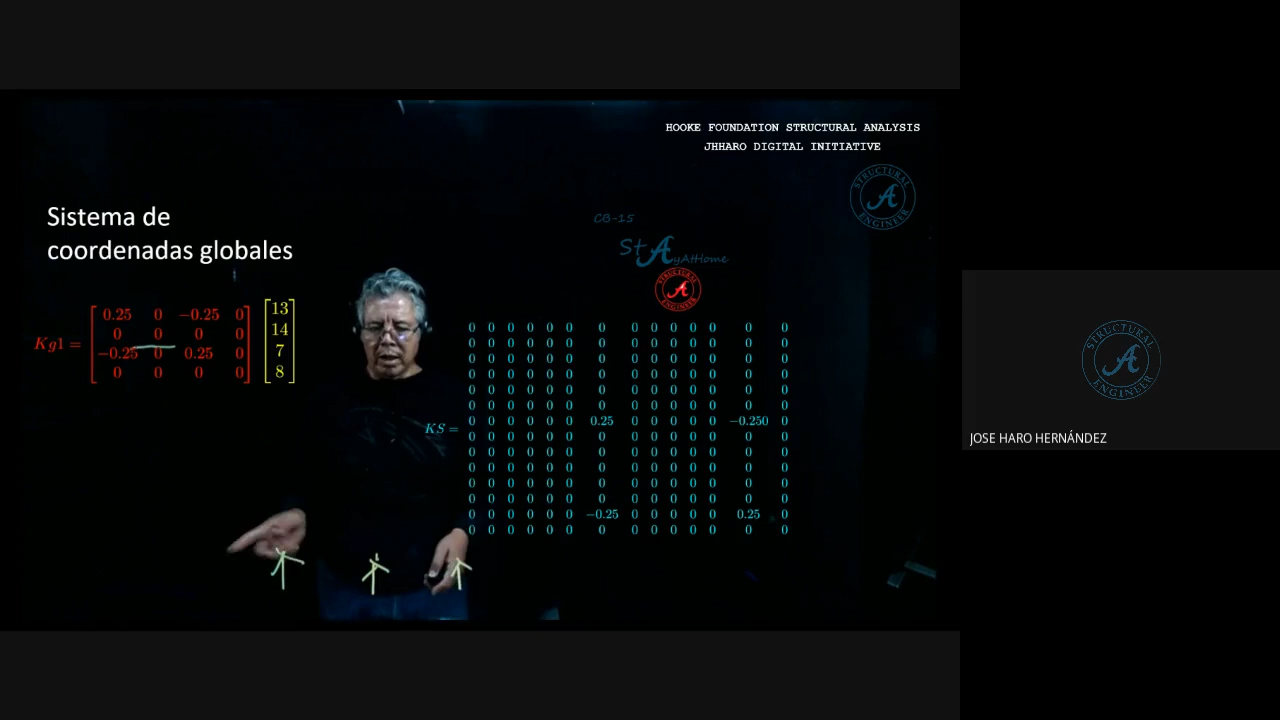 HOOKE FOUNDATION STRUCTURAL ANALYSIS
JHHARO DIGITAL INITIATIVE
STRUCTURAL
A
ENGINEER
Sistema de
coordenadas globales
CB-15
StAyAtHome
STRUCTURAL
A
ENGINEER
Kg1 =
0.25 0 −0.25 0
0 0 0 0
−0.25 0 0.25 0
0 0 0 0
13
14
7
8
KS =
0 0 0 0 0 0 0 0 0 0 0 0 0 0
0 0 0 0 0 0 0 0 0 0 0 0 0 0
0 0 0 0 0 0 0 0 0 0 0 0 0 0
0 0 0 0 0 0 0 0 0 0 0 0 0 0
0 0 0 0 0 0 0 0 0 0 0 0 0 0
0 0 0 0 0 0 0 0 0 0 0 0 0 0
0 0 0 0 0 0 0.25 0 0 0 0 0 −0.250 0
0 0 0 0 0 0 0 0 0 0 0 0 0 0
0 0 0 0 0 0 0 0 0 0 0 0 0 0
0 0 0 0 0 0 0 0 0 0 0 0 0 0
0 0 0 0 0 0 0 0 0 0 0 0 0 0
0 0 0 0 0 0 0 0 0 0 0 0 0 0
0 0 0 0 0 0 −0.25 0 0 0 0 0 0.25 0
0 0 0 0 0 0 0 0 0 0 0 0 0 0
STRUCTURAL
A
ENGINEER
JOSE HARO HERNÁNDEZ